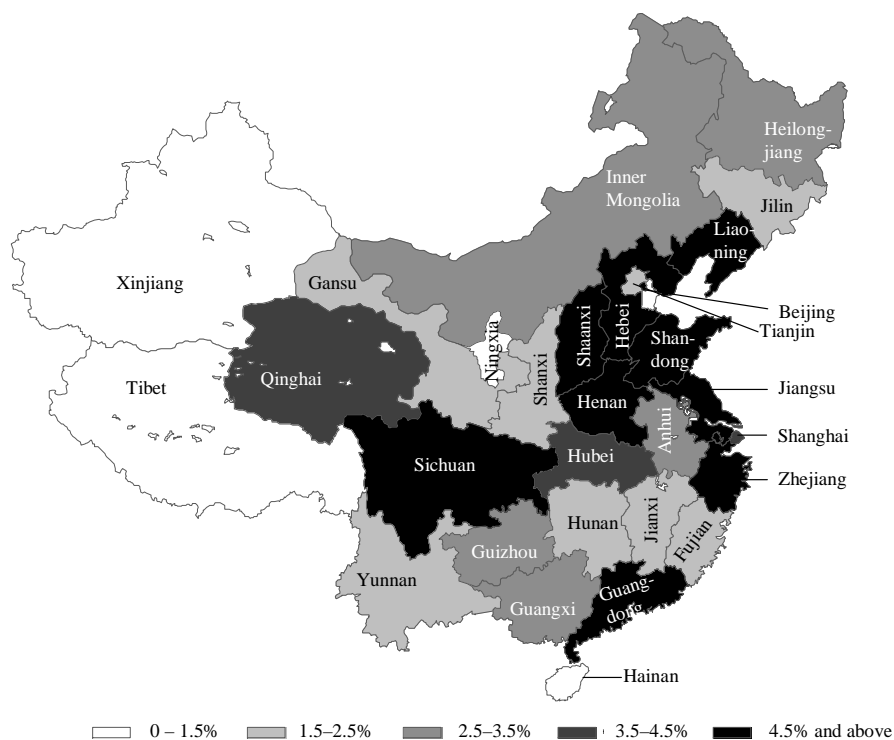 Heilong-
jiang
Inner
Mongolia
Jilin
Liao-
ning
Xinjiang
Gansu
Beijing
Tianjin
Ningxia
Shanxi
Shaanxi
Hebei
Shan-
dong
Qinghai
Tibet
Jiangsu
Henan
Anhui
Shanghai
Hubei
Sichuan
Zhejiang
Hunan
Jianxi
Fujian
Guizhou
Yunnan
Guangxi
Guang-
dong
Hainan
0 – 1.5% 1.5–2.5% 2.5–3.5% 3.5–4.5% 4.5% and above